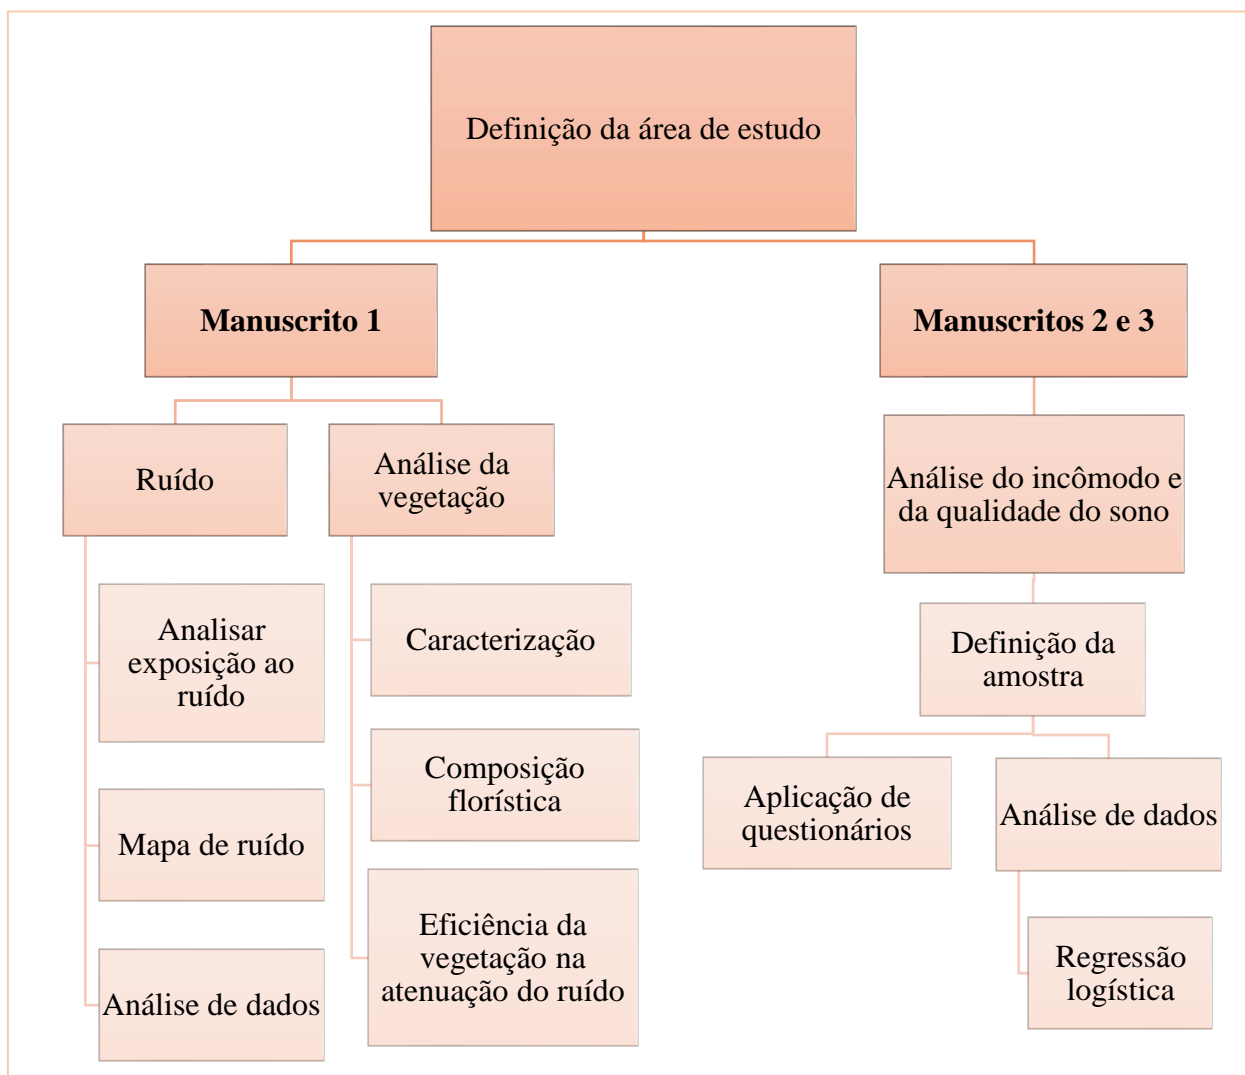 Definição da área de estudo
Manuscrito 1
Manuscritos 2 e 3
Ruído
Análise da
vegetação
Análise do incômodo e
da qualidade do sono
Analisar
exposição ao
ruído
Caracterização
Definição da
amostra
Mapa de ruído
Composição
florística
Aplicação de
questionários
Análise de dados
Análise de dados
Eficiência da
vegetação na
atenuação do ruído
Regressão
logística